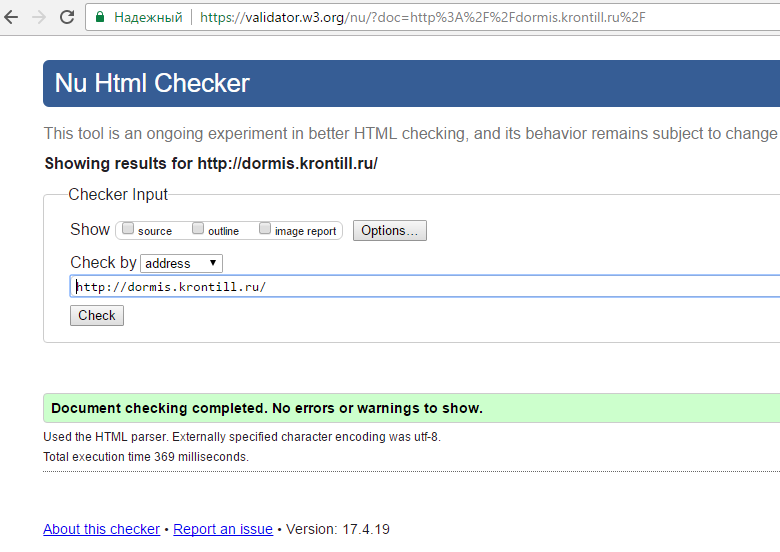 Надежный https://validator.w3.org/nu/?doc=http%3A%2F%2Fdormis.krontill.ru%2F
Nu Html Checker
This tool is an ongoing experiment in better HTML checking, and its behavior remains subject to change
Showing results for http://dormis.krontill.ru/
Checker Input
Show source outline image report Options...
Check by address
http://dormis.krontill.ru/
Check
Document checking completed. No errors or warnings to show.
Used the HTML parser. Externally specified character encoding was utf-8.
Total execution time 369 milliseconds.
About this checker • Report an issue • Version: 17.4.19